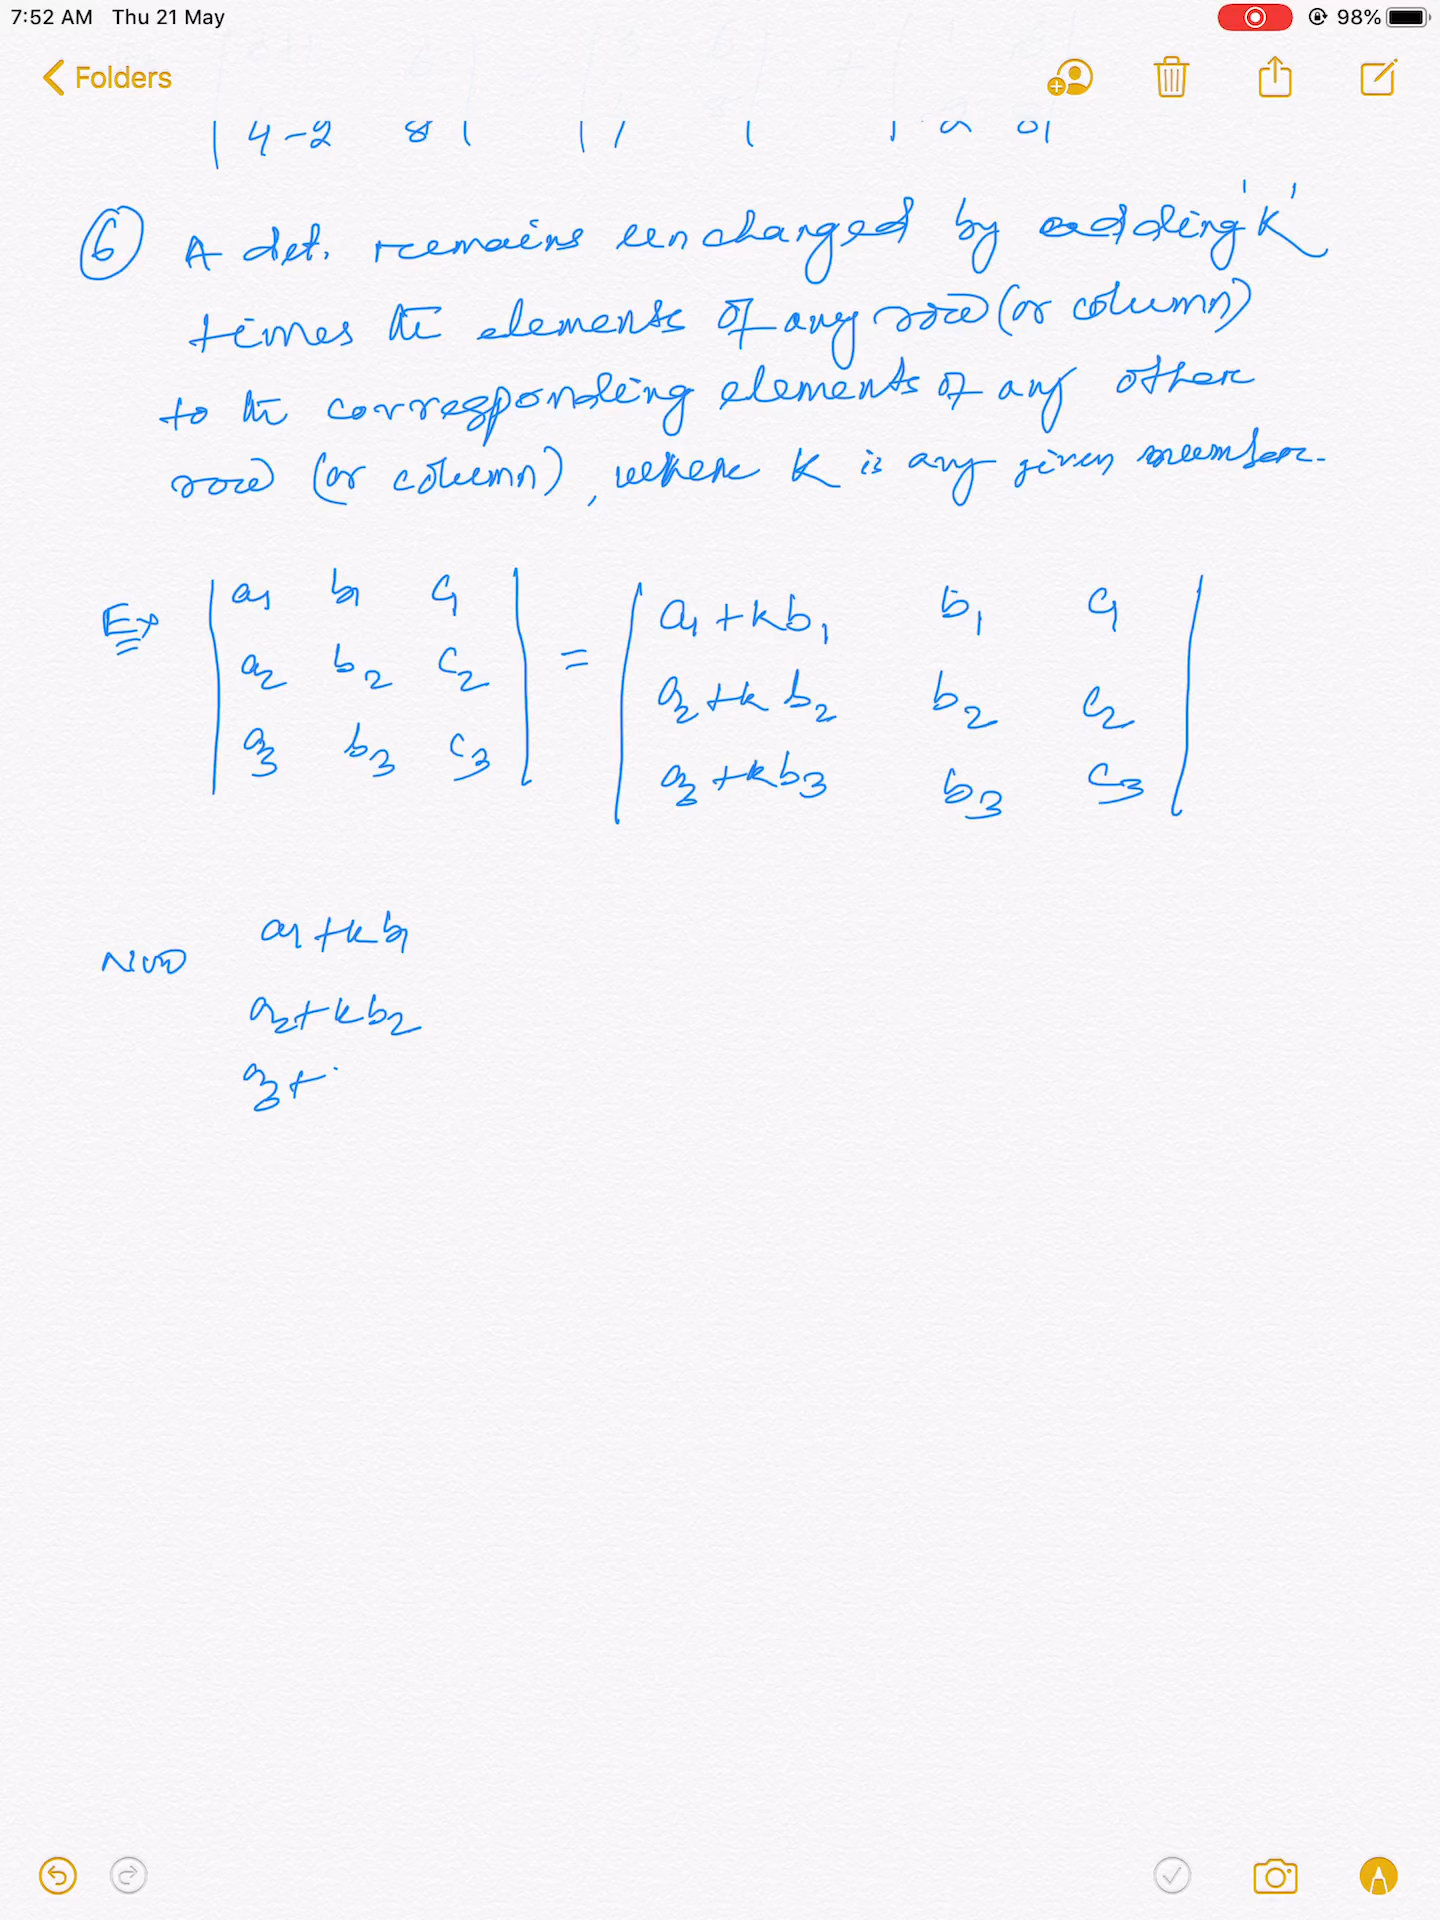 7:52 AM Thu 21 May 98%
Folders
| 4-2 8 |
⑥ A det. remains unchanged by adding 'K'
times the elements of any row (or column)
to the corresponding elements of any other
row (or column), where K is any given number.
Ex | a1 b1 c1 | = | a1+kb1 b1 c1 |
| a2 b2 c2 | | a2+kb2 b2 c2 |
| a3 b3 c3 | | a3+kb3 b3 c3 |
Now a1+kb1
a2+kb2
a3+